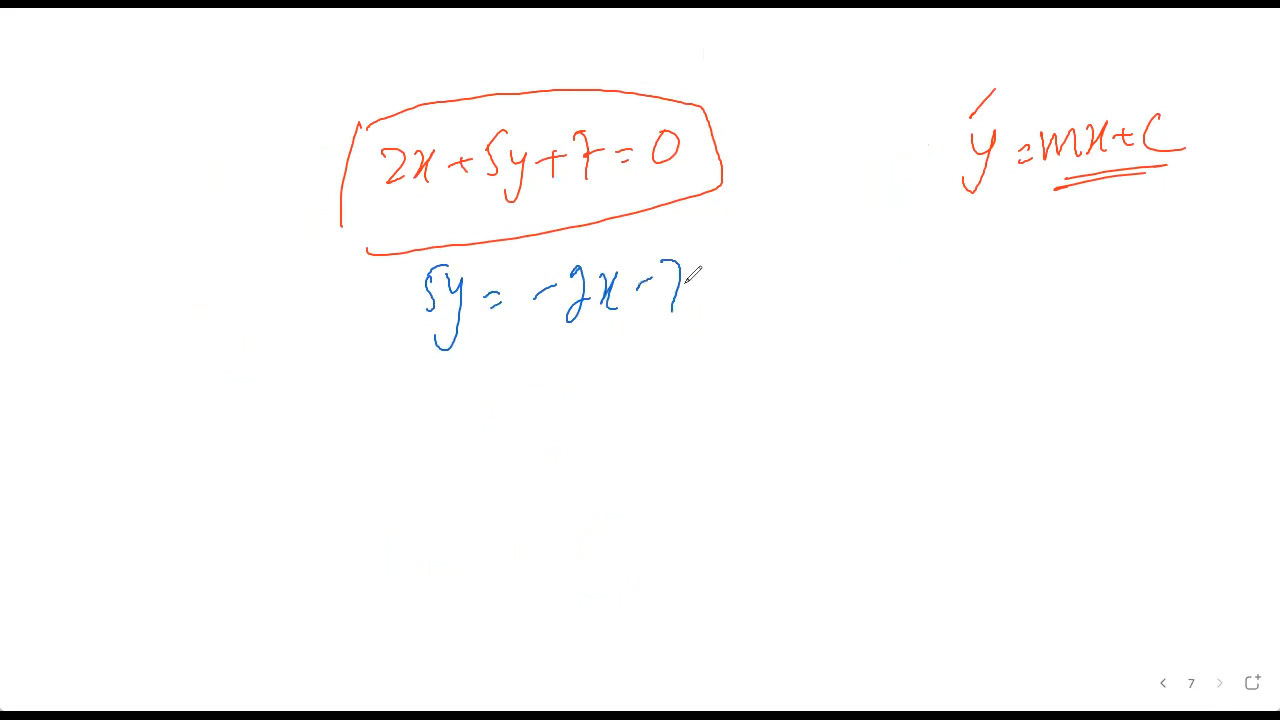 2x + 5y + 7 = 0
y = mx + c
5y = -2x - 7
7